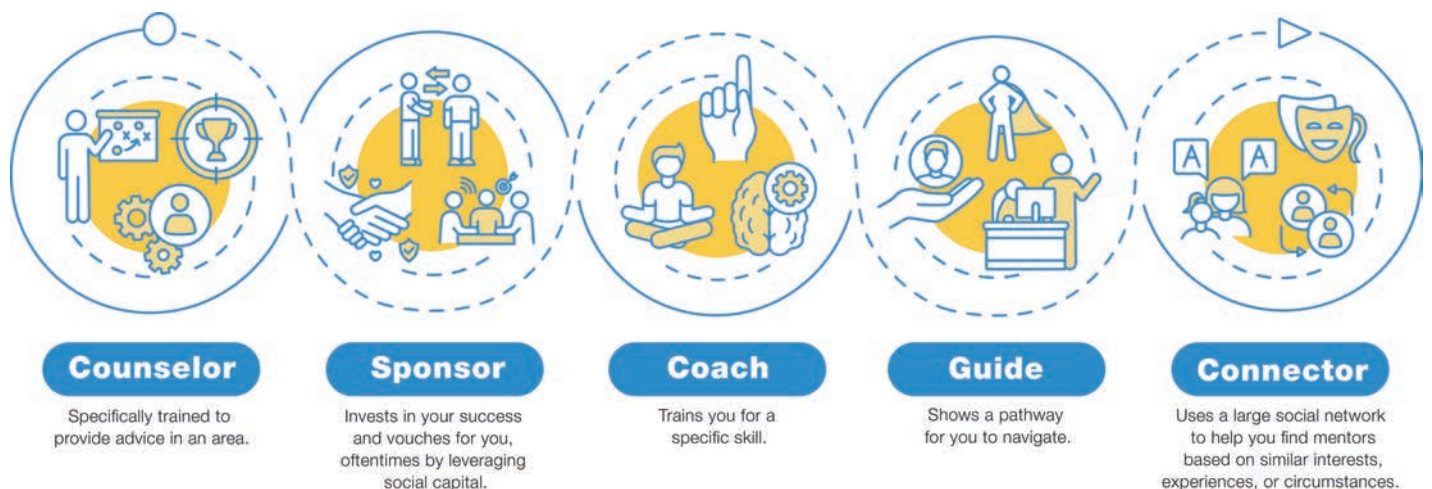 A
A
Counselor
Specifically trained to
provide advice in an area.
Sponsor
Invests in your success
and vouches for you,
oftentimes by leveraging
social capital.
Coach
Trains you for a
specific skill.
Guide
Shows a pathway
for you to navigate.
Connector
Uses a large social network
to help you find mentors
based on similar interests,
experiences, or circumstances.